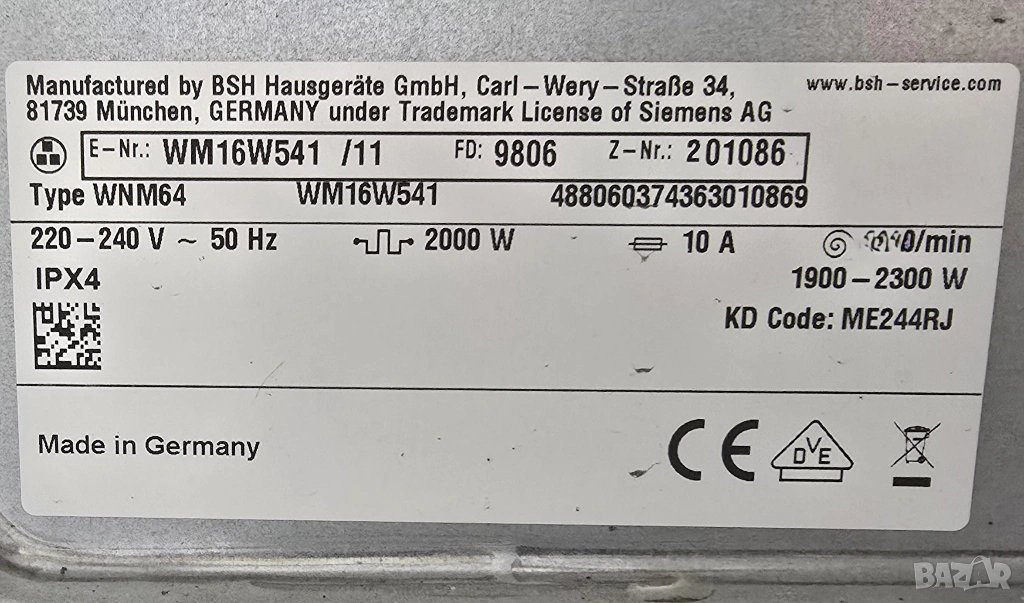 Manufactured by BSH Hausgeräte GmbH, Carl-Wery-Straße 34, www.bsh-service.com
81739 München, GERMANY under Trademark License of Siemens AG
E-Nr.: WM16W541 /11 FD: 9806 Z-Nr.: 201086
Type WNM64 WM16W541 488060374363010869
220-240 V ~ 50 Hz 2000 W 10 A /min
IPX4 1900-2300 W
KD Code: ME244RJ
Made in Germany CE DVE
BAZAR